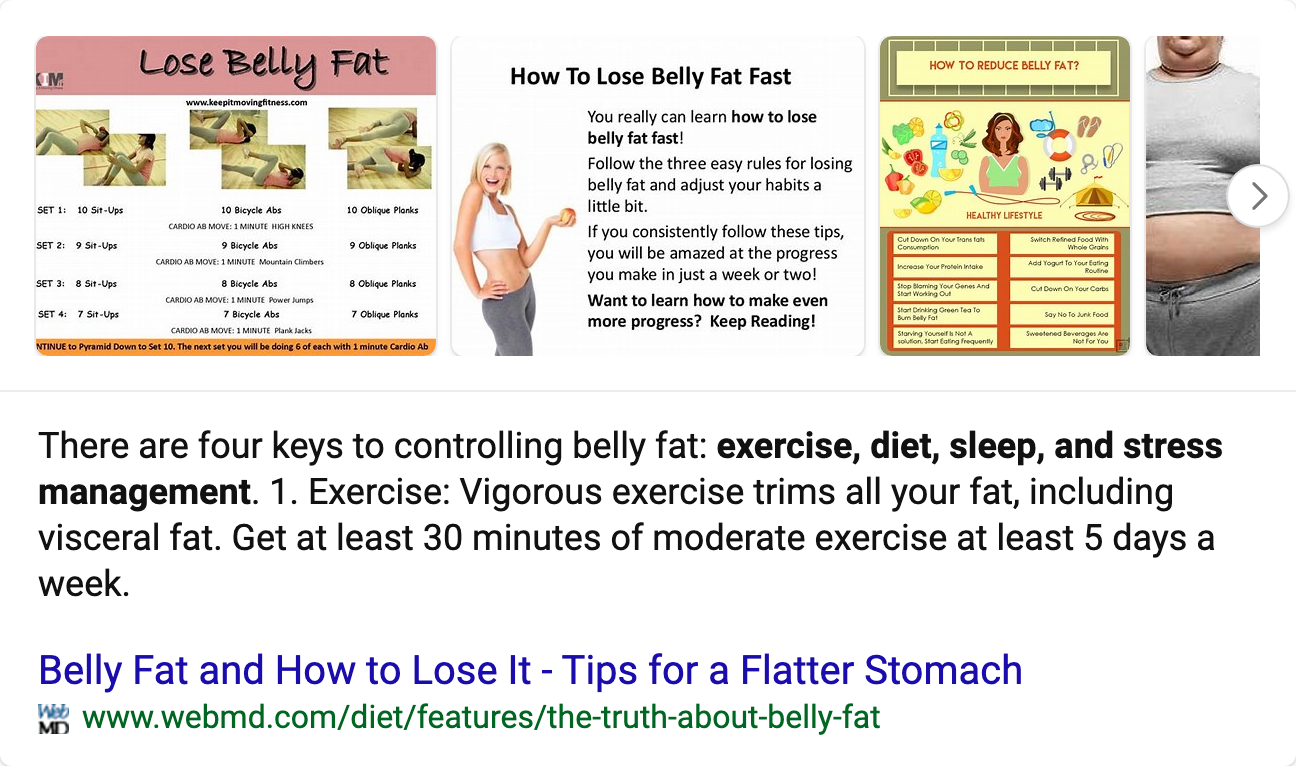 Lose Belly Fat
www.keepitmovingfitness.com
SET 1: 10 Sit-Ups 10 Bicycle Abs 10 Oblique Planks
CARDIO AB MOVE: 1 MINUTE HIGH KNEES
SET 2: 9 Sit-Ups 9 Bicycle Abs 9 Oblique Planks
CARDIO AB MOVE: 1 MINUTE Mountain Climbers
SET 3: 8 Sit-Ups 8 Bicycle Abs 8 Oblique Planks
CARDIO AB MOVE: 1 MINUTE Power Jumps
SET 4: 7 Sit-Ups 7 Bicycle Abs 7 Oblique Planks
CARDIO AB MOVE: 1 MINUTE Plank Jacks
NTINUE to Pyramid Down to Set 10. The next set you will be doing 6 of each with 1 minute Cardio Ab
How To Lose Belly Fat Fast
You really can learn how to lose
belly fat fast!
Follow the three easy rules for losing
belly fat and adjust your habits a
little bit.
If you consistently follow these tips,
you will be amazed at the progress
you make in just a week or two!
Want to learn how to make even
more progress? Keep Reading!
HOW TO REDUCE BELLY FAT?
HEALTHY LIFESTYLE
Cut Down On Your Trans fats
Consumption
Increase Your Protein Intake
Stop Blaming Your Genes And
Start Working Out
Start Drinking Green Tea To
Burn Belly Fat
Starving Yourself Is Not A
solution, Start Eating Frequently
Switch Refined Food With
Whole Grains
Add Yogurt To Your Eating
Routine
Cut Down On Your Carbs
Say No To Junk Food
Sweetened Beverages Are
Not For You
There are four keys to controlling belly fat: exercise, diet, sleep, and stress
management. 1. Exercise: Vigorous exercise trims all your fat, including
visceral fat. Get at least 30 minutes of moderate exercise at least 5 days a
week.
Belly Fat and How to Lose It - Tips for a Flatter Stomach
Web
MD
www.webmd.com/diet/features/the-truth-about-belly-fat